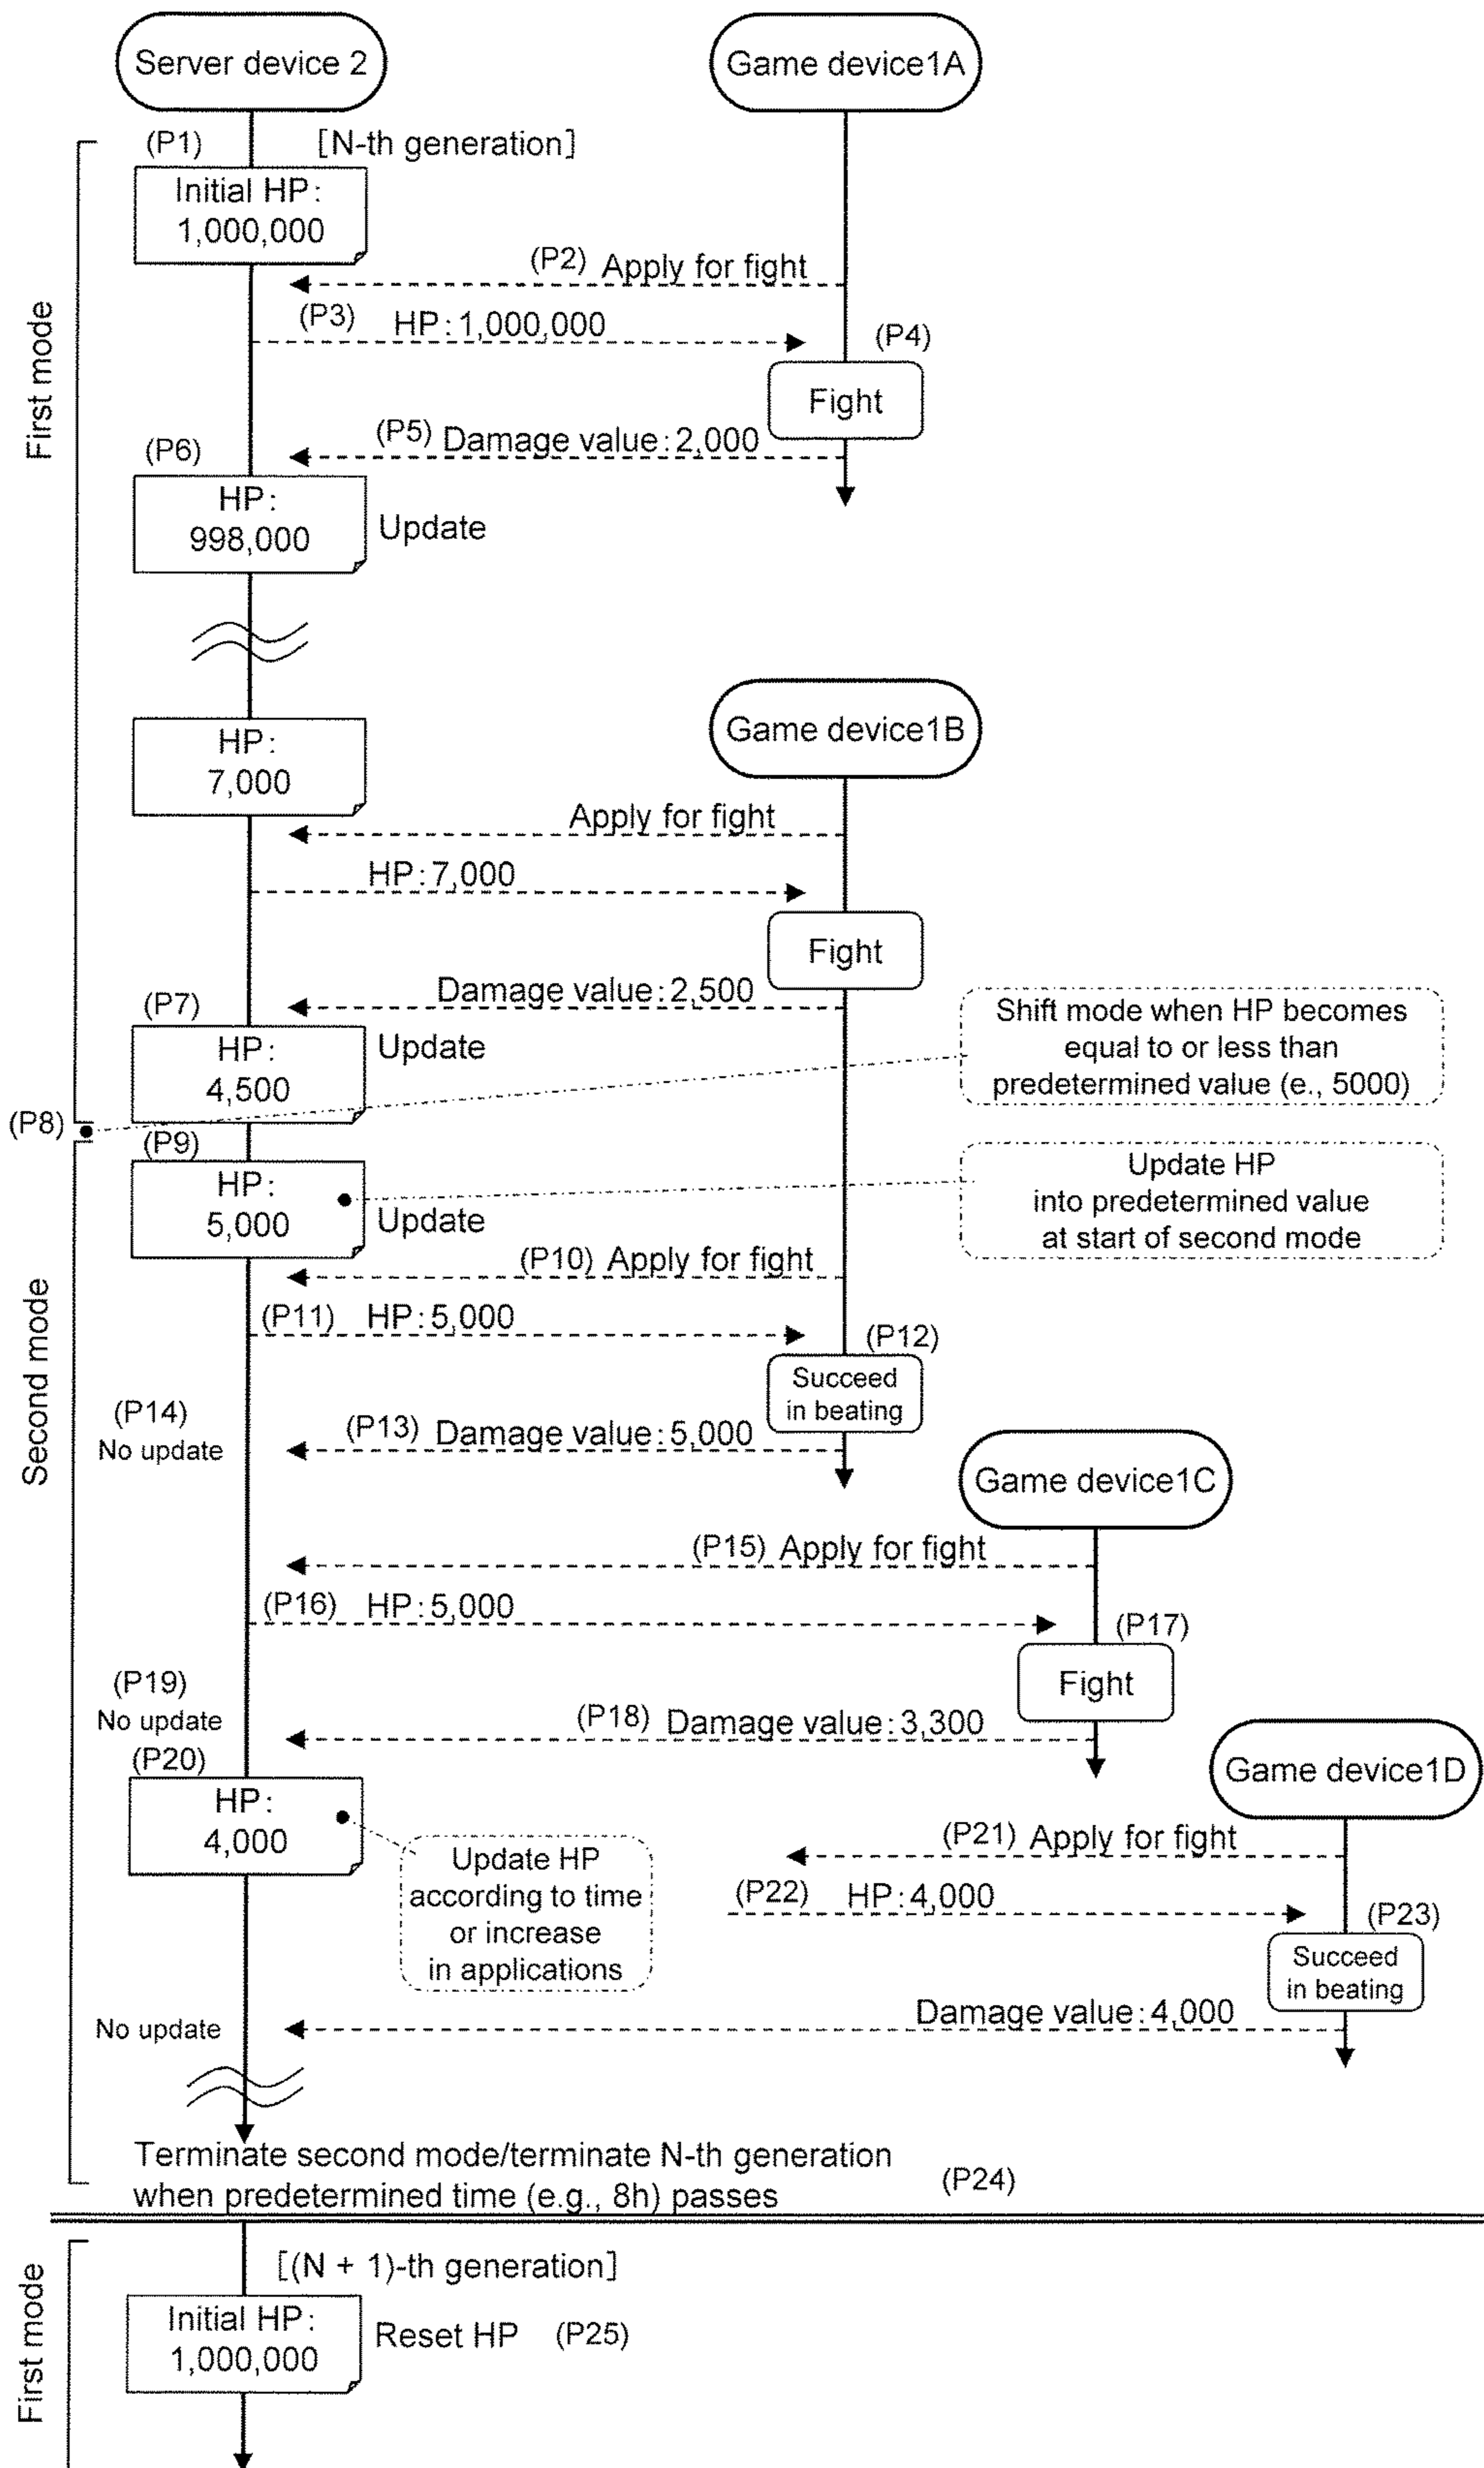 Server device 2
Game device1A
(P1)
[N-th generation]
Initial HP:
1,000,000
(P2) Apply for fight
(P3) HP:1,000,000
(P4)
Fight
(P5) Damage value:2,000
(P6)
HP:
998,000
Update
First mode
HP:
7,000
Game device1B
Apply for fight
HP:7,000
Fight
Damage value:2,500
(P7)
HP:
4,500
Update
Shift mode when HP becomes
equal to or less than
predetermined value (e., 5000)
(P8)
(P9)
HP:
5,000
Update
Update HP
into predetermined value
at start of second mode
(P10) Apply for fight
(P11) HP:5,000
(P12)
Succeed
in beating
Second mode
(P13) Damage value:5,000
(P14)
No update
Game device1C
(P15) Apply for fight
(P16) HP:5,000
(P17)
Fight
(P18) Damage value:3,300
(P19)
No update
(P20)
HP:
4,000
Update HP
according to time
or increase
in applications
Game device1D
(P21) Apply for fight
(P22) HP:4,000
(P23)
Succeed
in beating
Damage value:4,000
No update
Terminate second mode/terminate N-th generation
when predetermined time (e.g., 8h) passes
(P24)
First mode
[(N + 1)-th generation]
Initial HP:
1,000,000
Reset HP (P25)